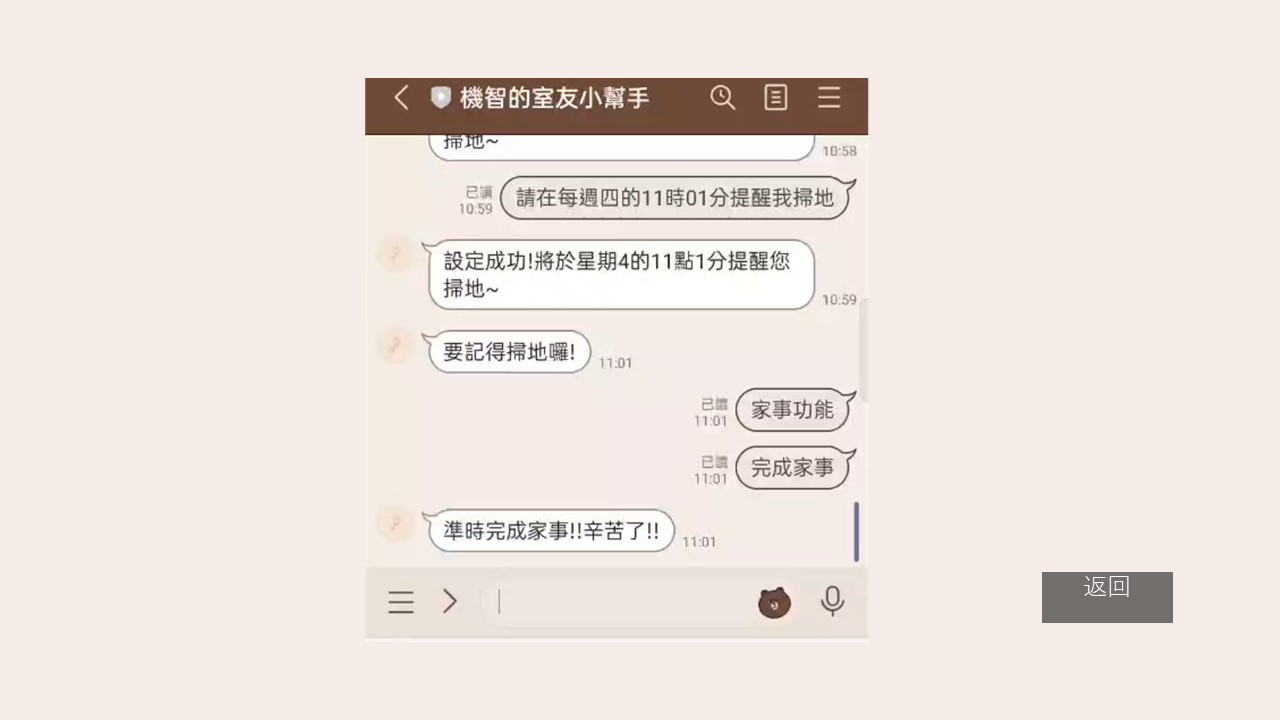 機智的室友小幫手
掃地~
10:58
已讀
10:59
請在每週四的11時01分提醒我掃地
設定成功!將於星期4的11點1分提醒您
掃地~
10:59
要記得掃地囉!
11:01
已讀
11:01
家事功能
已讀
11:01
完成家事
準時完成家事!!辛苦了!!
11:01
返回